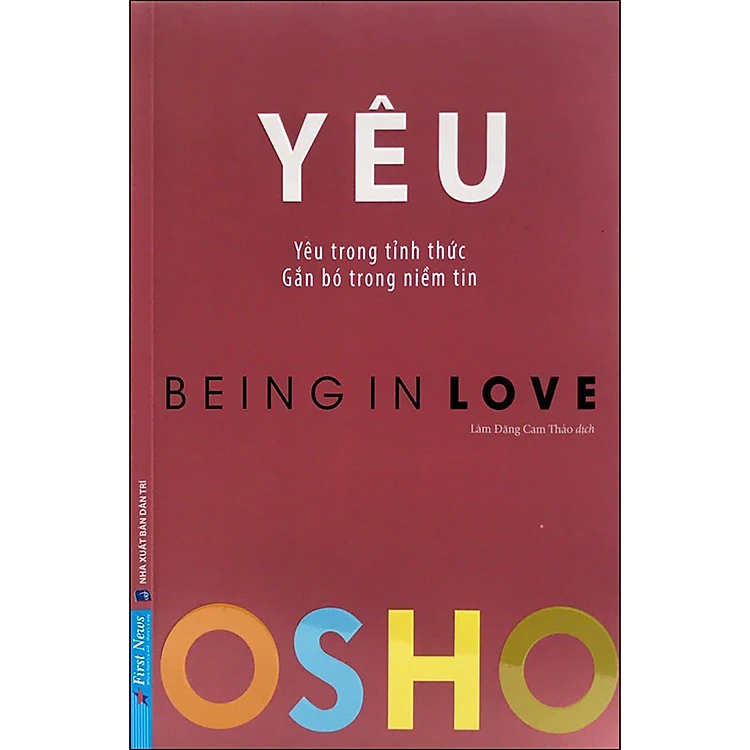 YÊU
Yêu trong tỉnh thức
Gắn bó trong niềm tin
BEING IN LOVE
Lâm Đặng Cam Thảo dịch
OSHO
NHÀ XUẤT BẢN DÂN TRÍ
First News